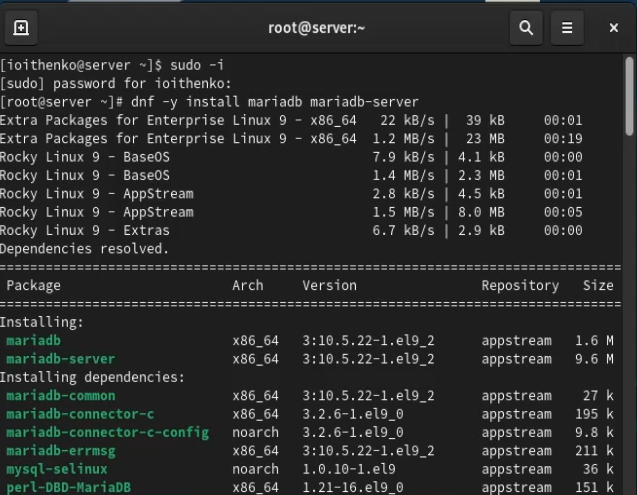 root@server:~
[ioithenko@server ~]$ sudo -i
[sudo] password for ioithenko:
[root@server ~]# dnf -y install mariadb mariadb-server
Extra Packages for Enterprise Linux 9 - x86_64   22 kB/s |  39 kB     00:01
Extra Packages for Enterprise Linux 9 - x86_64  1.2 MB/s |  23 MB     00:19
Rocky Linux 9 - BaseOS                          7.9 kB/s | 4.1 kB     00:00
Rocky Linux 9 - BaseOS                          1.4 MB/s | 2.3 MB     00:01
Rocky Linux 9 - AppStream                       2.8 kB/s | 4.5 kB     00:01
Rocky Linux 9 - AppStream                       1.5 MB/s | 8.0 MB     00:05
Rocky Linux 9 - Extras                          6.7 kB/s | 2.9 kB     00:00
Dependencies resolved.
================================================================================
Package                    Arch     Version                Repository   Size
================================================================================
Installing:
mariadb                    x86_64   3:10.5.22-1.el9_2      appstream   1.6 M
mariadb-server             x86_64   3:10.5.22-1.el9_2      appstream   9.6 M
Installing dependencies:
mariadb-common             x86_64   3:10.5.22-1.el9_2      appstream    27 k
mariadb-connector-c        x86_64   3.2.6-1.el9_0          appstream   195 k
mariadb-connector-c-config noarch   3.2.6-1.el9_0          appstream   9.8 k
mariadb-errmsg             x86_64   3:10.5.22-1.el9_2      appstream   211 k
mysql-selinux              noarch   1.0.10-1.el9           appstream    36 k
perl-DBD-MariaDB           x86_64   1.21-16.el9_0          appstream   151 k